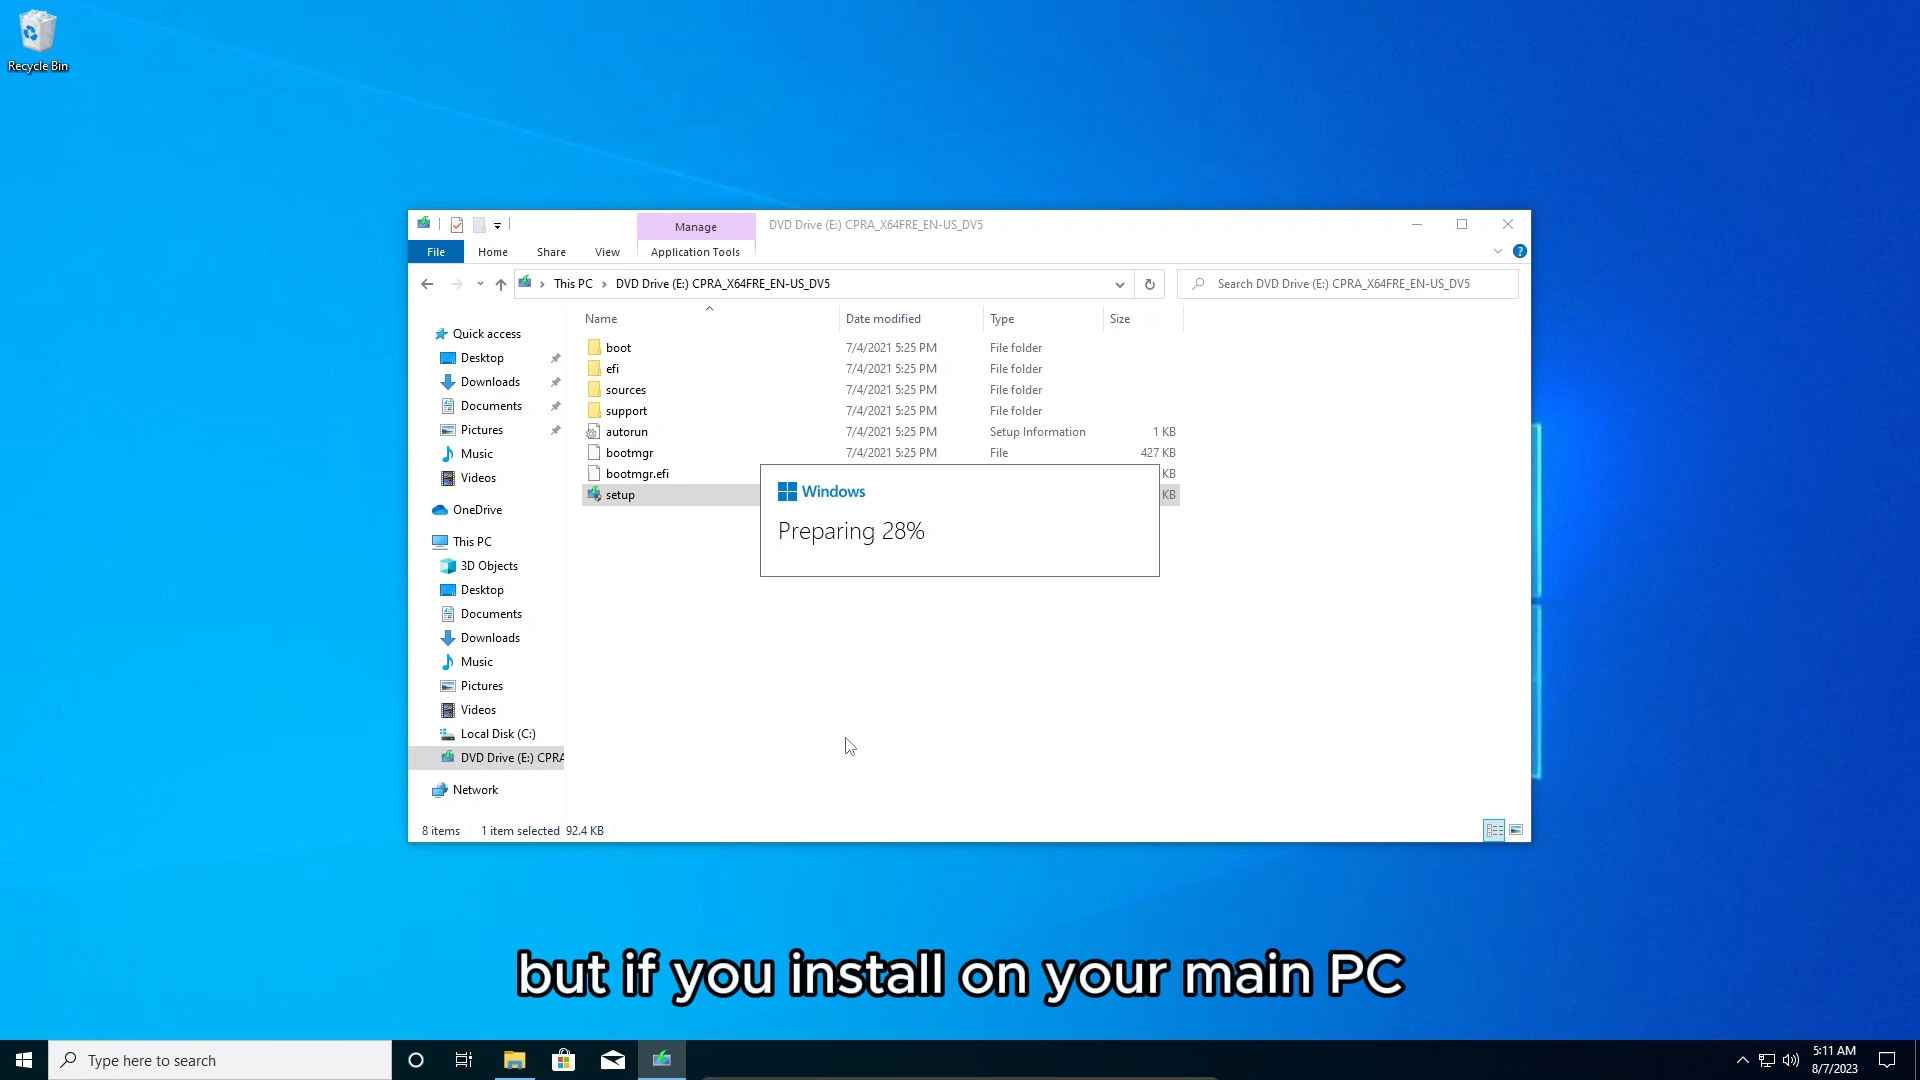 Recycle Bin
Manage
DVD Drive (E:) CPRA_X64FRE_EN-US_DV5
File Home Share View Application Tools
This PC DVD Drive (E:) CPRA_X64FRE_EN-US_DV5
Search DVD Drive (E:) CPRA_X64FRE_EN-US_DV5
Quick access
Desktop
Downloads
Documents
Pictures
Music
Videos
OneDrive
This PC
3D Objects
Desktop
Documents
Downloads
Music
Pictures
Videos
Local Disk (C:)
DVD Drive (E:) CPRA
Network
Name Date modified Type Size
boot 7/4/2021 5:25 PM File folder
efi 7/4/2021 5:25 PM File folder
sources 7/4/2021 5:25 PM File folder
support 7/4/2021 5:25 PM File folder
autorun 7/4/2021 5:25 PM Setup Information 1 KB
bootmgr 7/4/2021 5:25 PM File 427 KB
bootmgr.efi KB
setup KB
Windows
Preparing 28%
8 items 1 item selected 92.4 KB
but if you install on your main PC
Type here to search
5:11 AM
8/7/2023